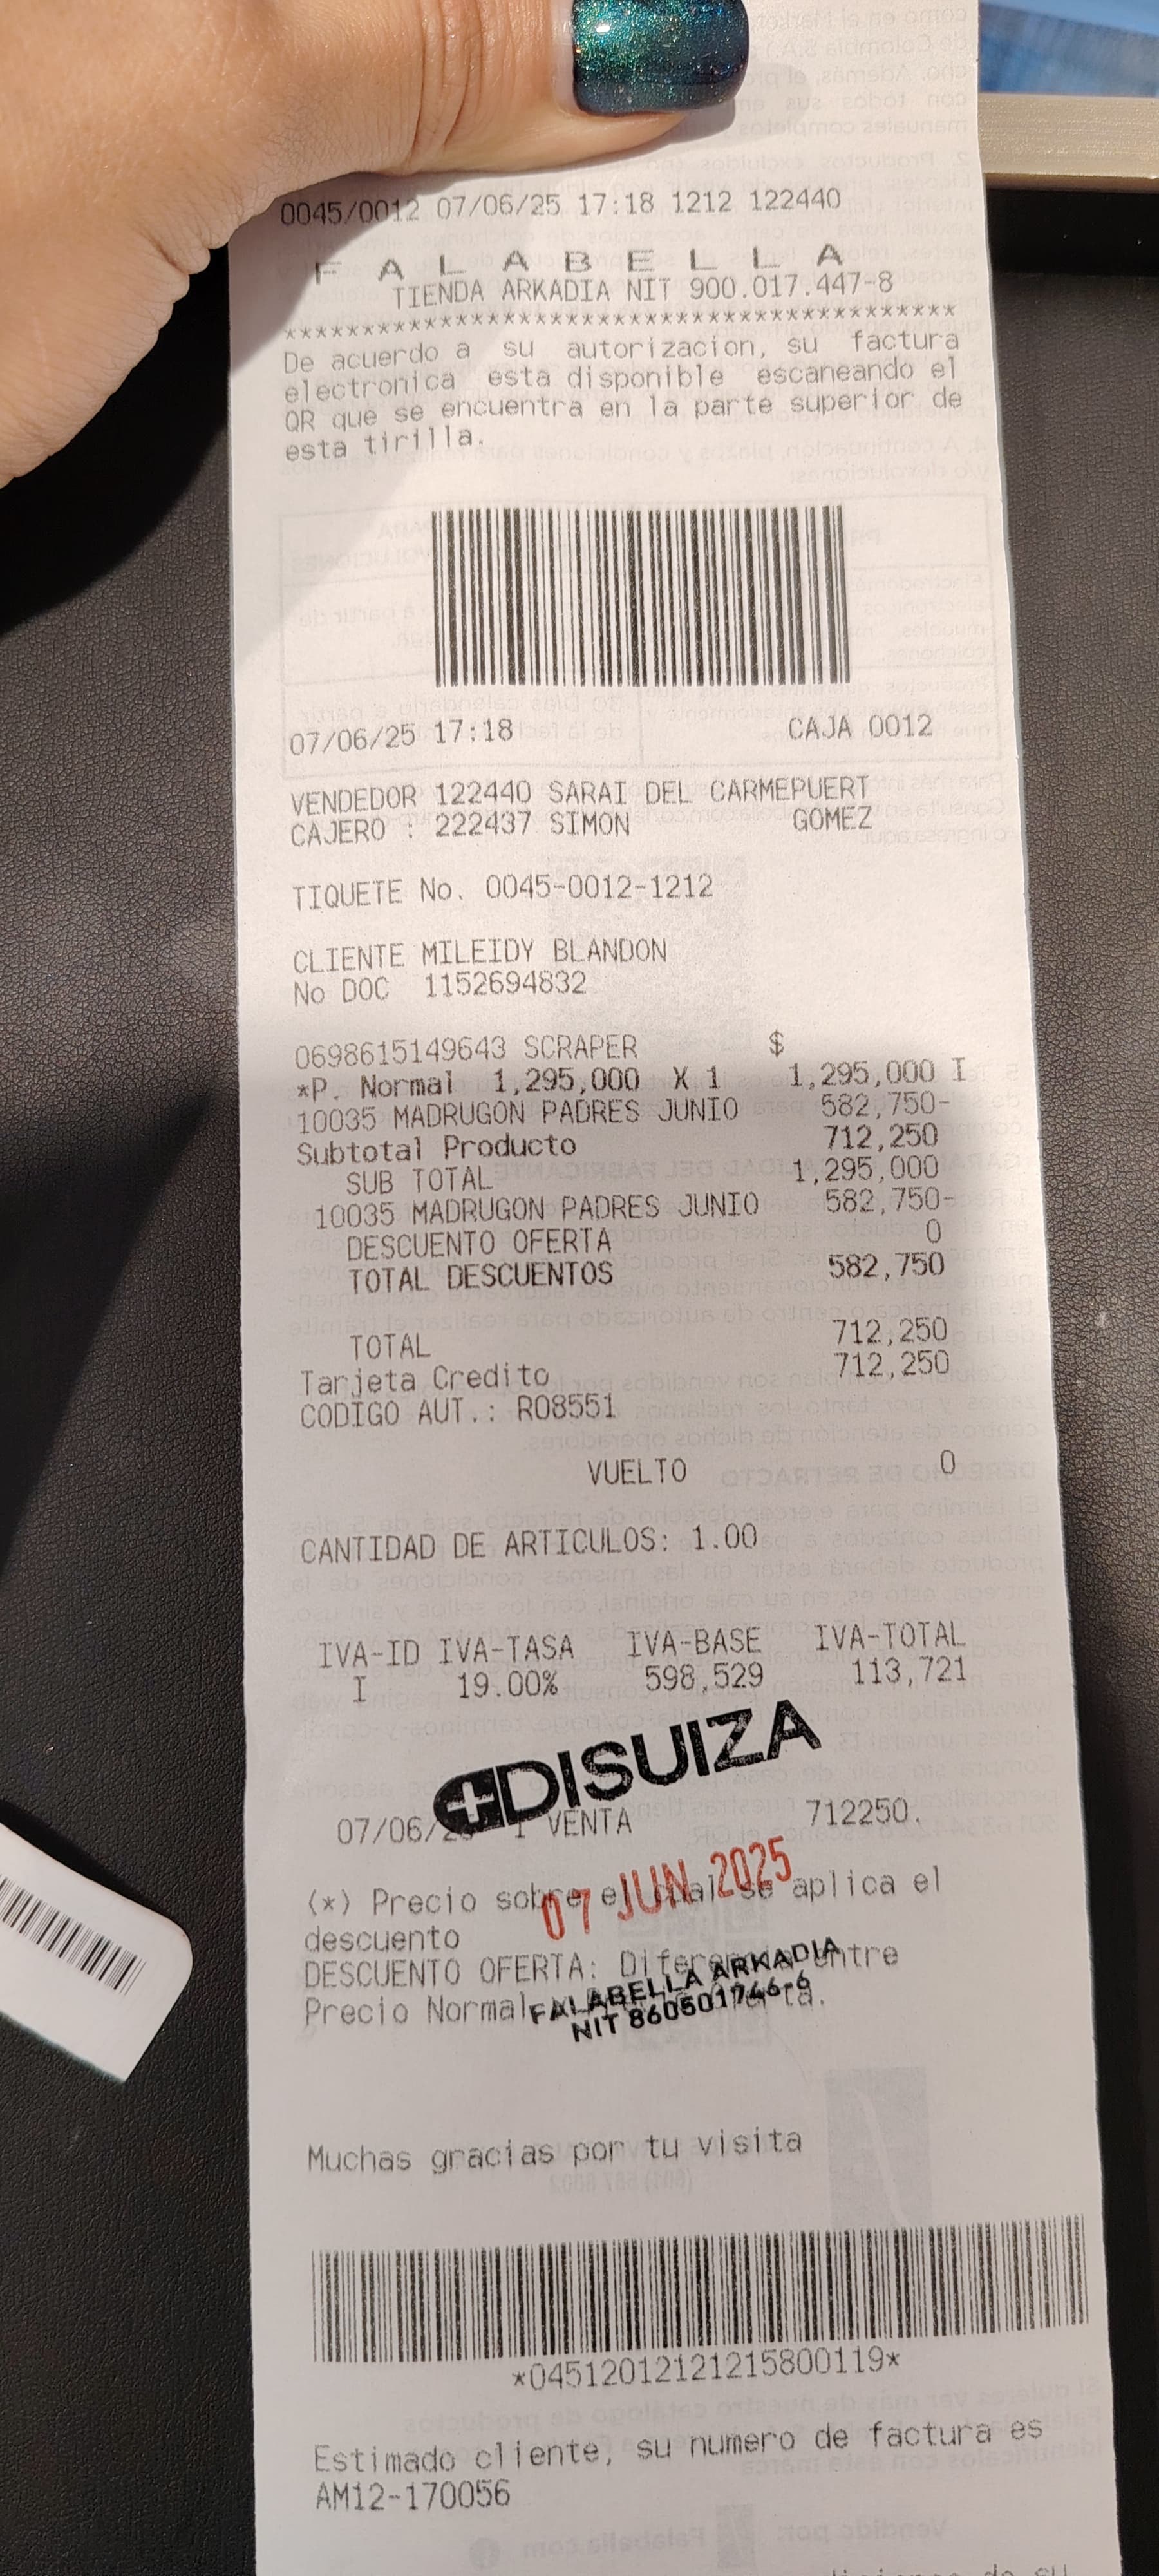 0045/0012 07/06/25 17:18 1212 122440
FALABELLA
TIENDA ARKADIA NIT 900.017.447-8
*******************************************
De acuerdo a su autorizacion, su factura
electronica esta disponible escaneando el
QR que se encuentra en la parte superior de
esta tirilla.
07/06/25 17:18 CAJA 0012
VENDEDOR 122440 SARAI DEL CARMEPUERT
CAJERO : 222437 SIMON GOMEZ
TIQUETE No. 0045-0012-1212
CLIENTE MILEIDY BLANDON
No DOC 1152694832
0698615149643 SCRAPER $
*P. Normal 1,295,000 X 1 1,295,000 I
10035 MADRUGON PADRES JUNIO 582,750-
Subtotal Producto 712,250
SUB TOTAL 1,295,000
10035 MADRUGON PADRES JUNIO 582,750-
DESCUENTO OFERTA 0
TOTAL DESCUENTOS 582,750
TOTAL 712,250
Tarjeta Credito 712,250
CODIGO AUT.: R08551
VUELTO 0
CANTIDAD DE ARTICULOS: 1.00
IVA-ID IVA-TASA IVA-BASE IVA-TOTAL
I 19.00% 598,529 113,721
DISUIZA
07/06/ VENTA 712250.
07 JUN 2025
(*) Precio sobre el cual se aplica el
descuento
DESCUENTO OFERTA: Diferencia entre
Precio Normal
FALABELLA ARKADIA
NIT 860501746-6
Muchas gracias por tu visita
*04512012121215800119*
Estimado cliente, su numero de factura es
AM12-170056